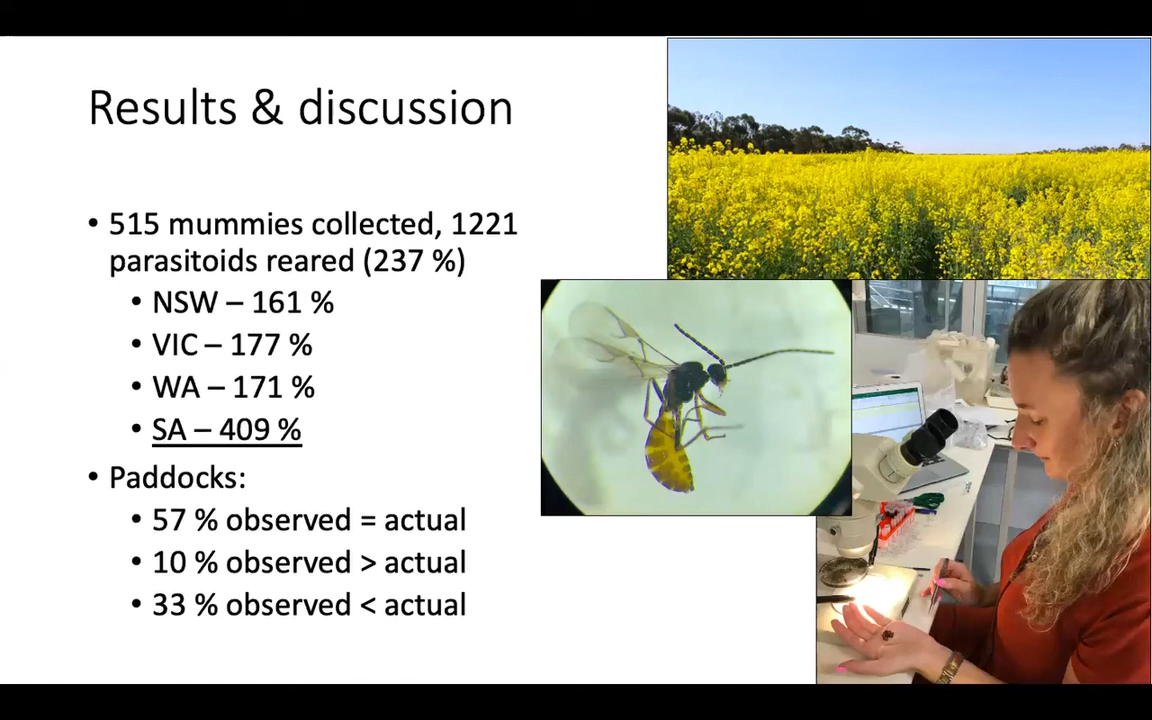 Results & discussion
• 515 mummies collected, 1221
parasitoids reared (237 %)
• NSW – 161 %
• VIC – 177 %
• WA – 171 %
• SA – 409 %
• Paddocks:
• 57 % observed = actual
• 10 % observed > actual
• 33 % observed < actual